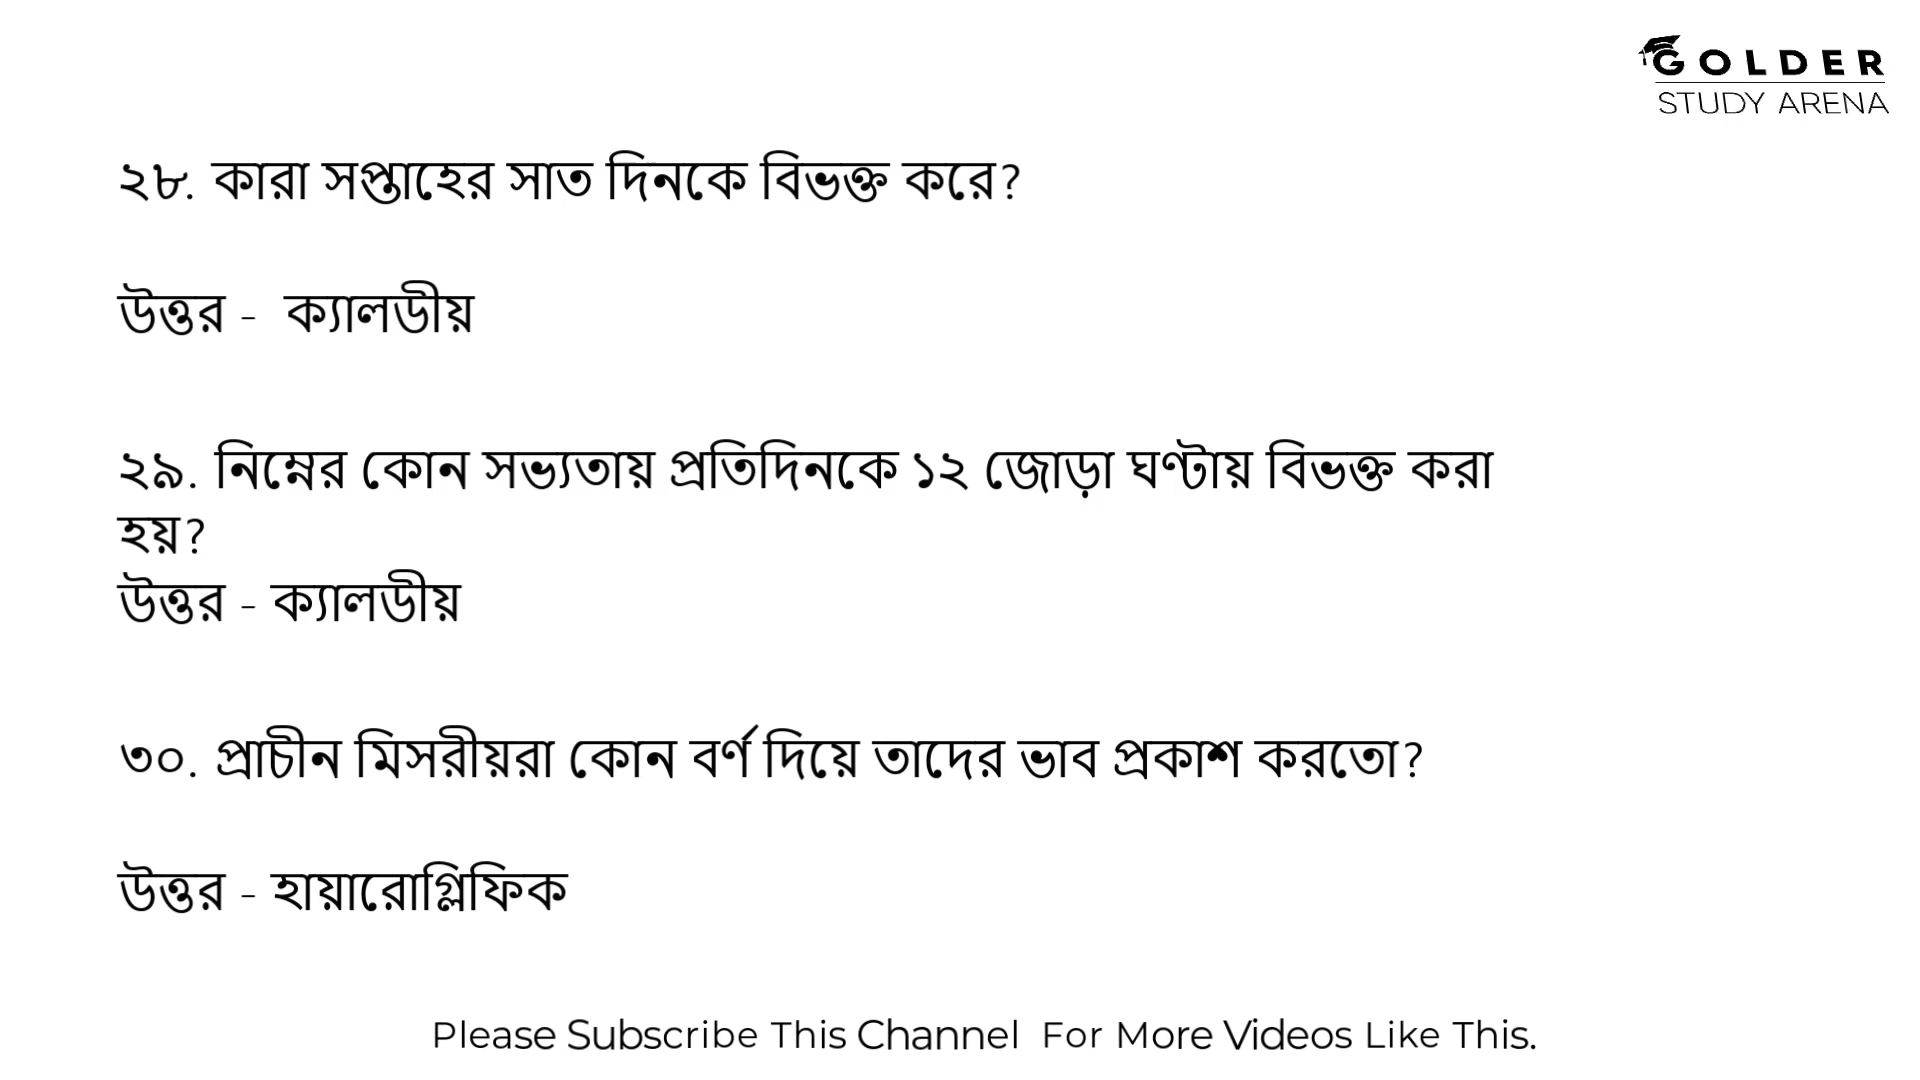 GOLDER
STUDY ARENA
২৮. কারা সপ্তাহের সাত দিনকে বিভক্ত করে?
উত্তর - ক্যালডীয়
২৯. নিম্নের কোন সভ্যতায় প্রতিদিনকে ১২ জোড়া ঘণ্টায় বিভক্ত করা
হয়?
উত্তর - ক্যালডীয়
৩০. প্রাচীন মিসরীয়রা কোন বর্ণ দিয়ে তাদের ভাব প্রকাশ করতো?
উত্তর - হায়ারোগ্লিফিক
Please Subscribe This Channel For More Videos Like This.